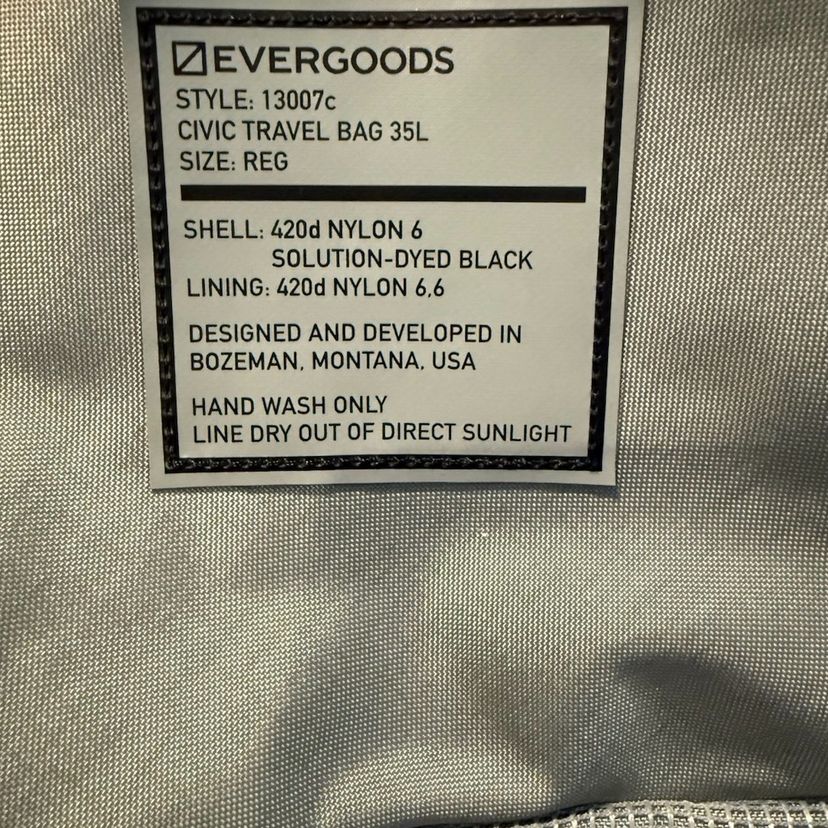 EVERGOODS
STYLE: 13007c
CIVIC TRAVEL BAG 35L
SIZE: REG
SHELL: 420d NYLON 6
SOLUTION-DYED BLACK
LINING: 420d NYLON 6,6
DESIGNED AND DEVELOPED IN
BOZEMAN, MONTANA, USA
HAND WASH ONLY
LINE DRY OUT OF DIRECT SUNLIGHT